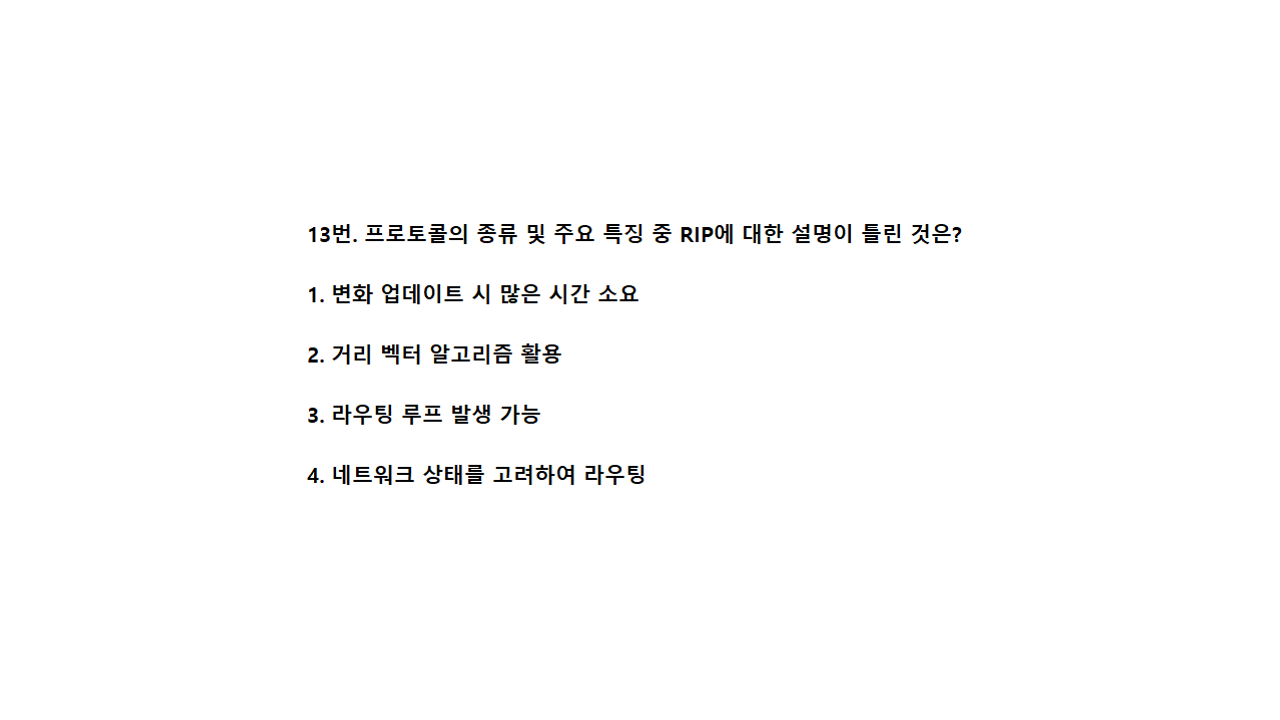 13번. 프로토콜의 종류 및 주요 특징 중 RIP에 대한 설명이 틀린 것은?
1. 변화 업데이트 시 많은 시간 소요
2. 거리 벡터 알고리즘 활용
3. 라우팅 루프 발생 가능
4. 네트워크 상태를 고려하여 라우팅